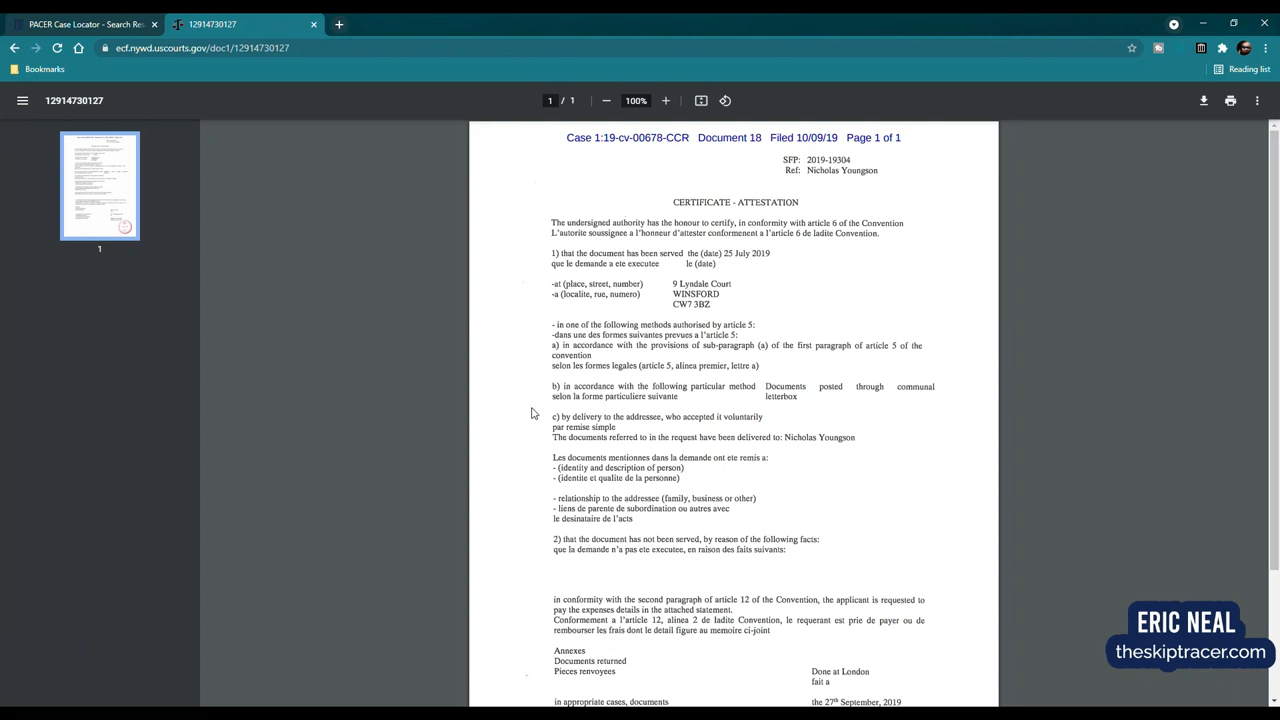 PACER Case Locator - Search Res
12914730127
ecf.nywd.uscourts.gov/doc1/12914730127
Bookmarks
Reading list
12914730127
1 / 1
100%
1
Case 1:19-cv-00678-CCR Document 18 Filed 10/09/19 Page 1 of 1
SFP: 2019-19304
Ref: Nicholas Youngson
CERTIFICATE - ATTESTATION
The undersigned authority has the honour to certify, in conformity with article 6 of the Convention
L'autorite soussignee a l'honneur d'attester conformenent a l'article 6 de ladite Convention.
1) that the document has been served the (date) 25 July 2019
que le demande a ete executee le (date)
-at (place, street, number) 9 Lyndale Court
-a (localite, rue, numero) WINSFORD
CW7 3BZ
- in one of the following methods authorised by article 5:
-dans une des formes suivantes prevues a l'article 5:
a) in accordance with the provisions of sub-paragraph (a) of the first paragraph of article 5 of the
convention
selon les formes legales (article 5, alinea premier, lettre a)
b) in accordance with the following particular method Documents posted through communal
selon la forme particuliere suivante letterbox
c) by delivery to the addressee, who accepted it voluntarily
par remise simple
The documents referred to in the request have been delivered to: Nicholas Youngson
Les documents mentionnes dans la demande ont ete remis a:
- (identity and description of person)
- (identite et qualite de la personne)
- relationship to the addressee (family, business or other)
- liens de parente de subordination ou autres avec
le desinataire de l'acts
2) that the document has not been served, by reason of the following facts:
que la demande n'a pas ete executee, en raison des faits suivants:
in conformity with the second paragraph of article 12 of the Convention, the applicant is requested to
pay the expenses details in the attached statement.
Conformement a l'article 12, alinea 2 de ladite Convention, le requerant est prie de payer ou de
rembourser les frais dont le detail figure au memoire ci-joint
Annexes
Documents returned
Pieces renvoyees
Done at London
fait a
in appropriate cases, documents
the 27th September, 2019
ERIC NEAL
theskiptracer.com